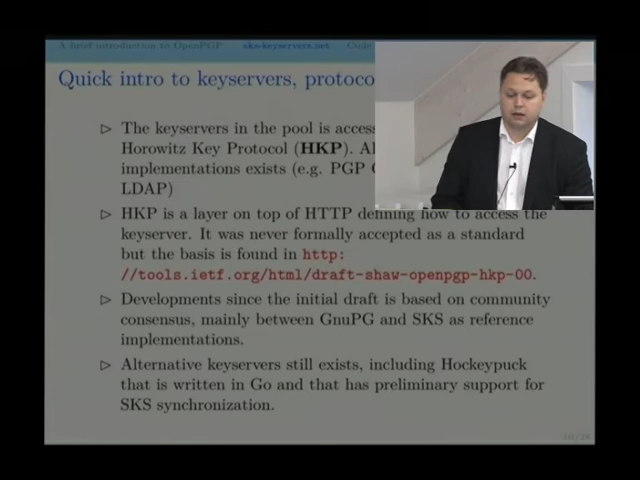 A brief introduction to OpenPGP sks-keyservers.net Code
Quick intro to keyservers, protoco
▷ The keyservers in the pool is acces
Horowitz Key Protocol (HKP). Al
implementations exists (e.g. PGP
LDAP)
▷ HKP is a layer on top of HTTP defining how to access the
keyserver. It was never formally accepted as a standard
but the basis is found in http:
//tools.ietf.org/html/draft-shaw-openpgp-hkp-00.
▷ Developments since the initial draft is based on community
consensus, mainly between GnuPG and SKS as reference
implementations.
▷ Alternative keyservers still exists, including Hockeypuck
that is written in Go and that has preliminary support for
SKS synchronization.